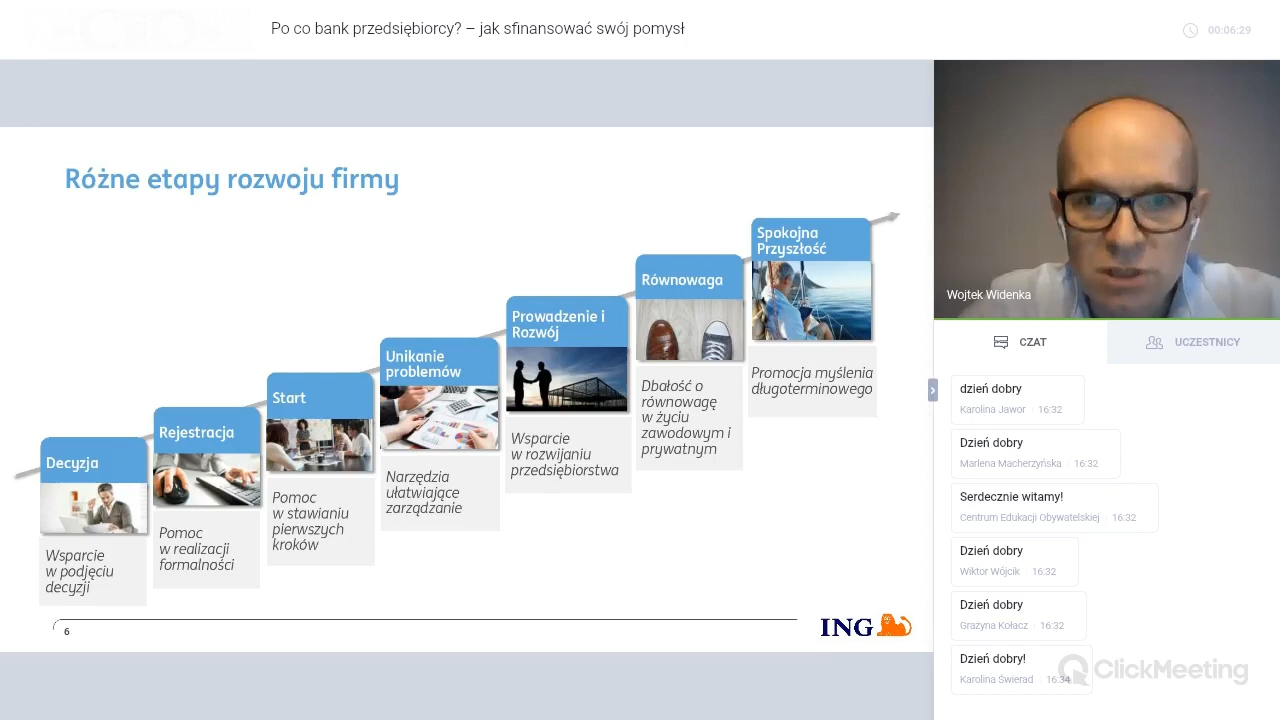 Po co bank przedsiębiorcy? – jak sfinansować swój pomysł
00:06:29
Różne etapy rozwoju firmy
Decyzja
Wsparcie
w podjęciu
decyzji
Rejestracja
Pomoc
w realizacji
formalności
Start
Pomoc
w stawianiu
pierwszych
kroków
Unikanie
problemów
Narzędzia
ułatwiające
zarządzanie
Prowadzenie i
Rozwój
Wsparcie
w rozwijaniu
przedsiębiorstwa
Równowaga
Dbałość o
równowagę
w życiu
zawodowym i
prywatnym
Spokojna
Przyszłość
Promocja myślenia
długoterminowego
6
ING
Wojtek Widenka
CZAT
UCZESTNICY
dzień dobry
Karolina Jawor 16:32
Dzień dobry
Marlena Macherzyńska 16:32
Serdecznie witamy!
Centrum Edukacji Obywatelskiej 16:32
Dzień dobry
Wiktor Wójcik 16:32
Dzień dobry
Grażyna Kołacz 16:32
Dzień dobry!
Karolina Świerad 16:34
ClickMeeting